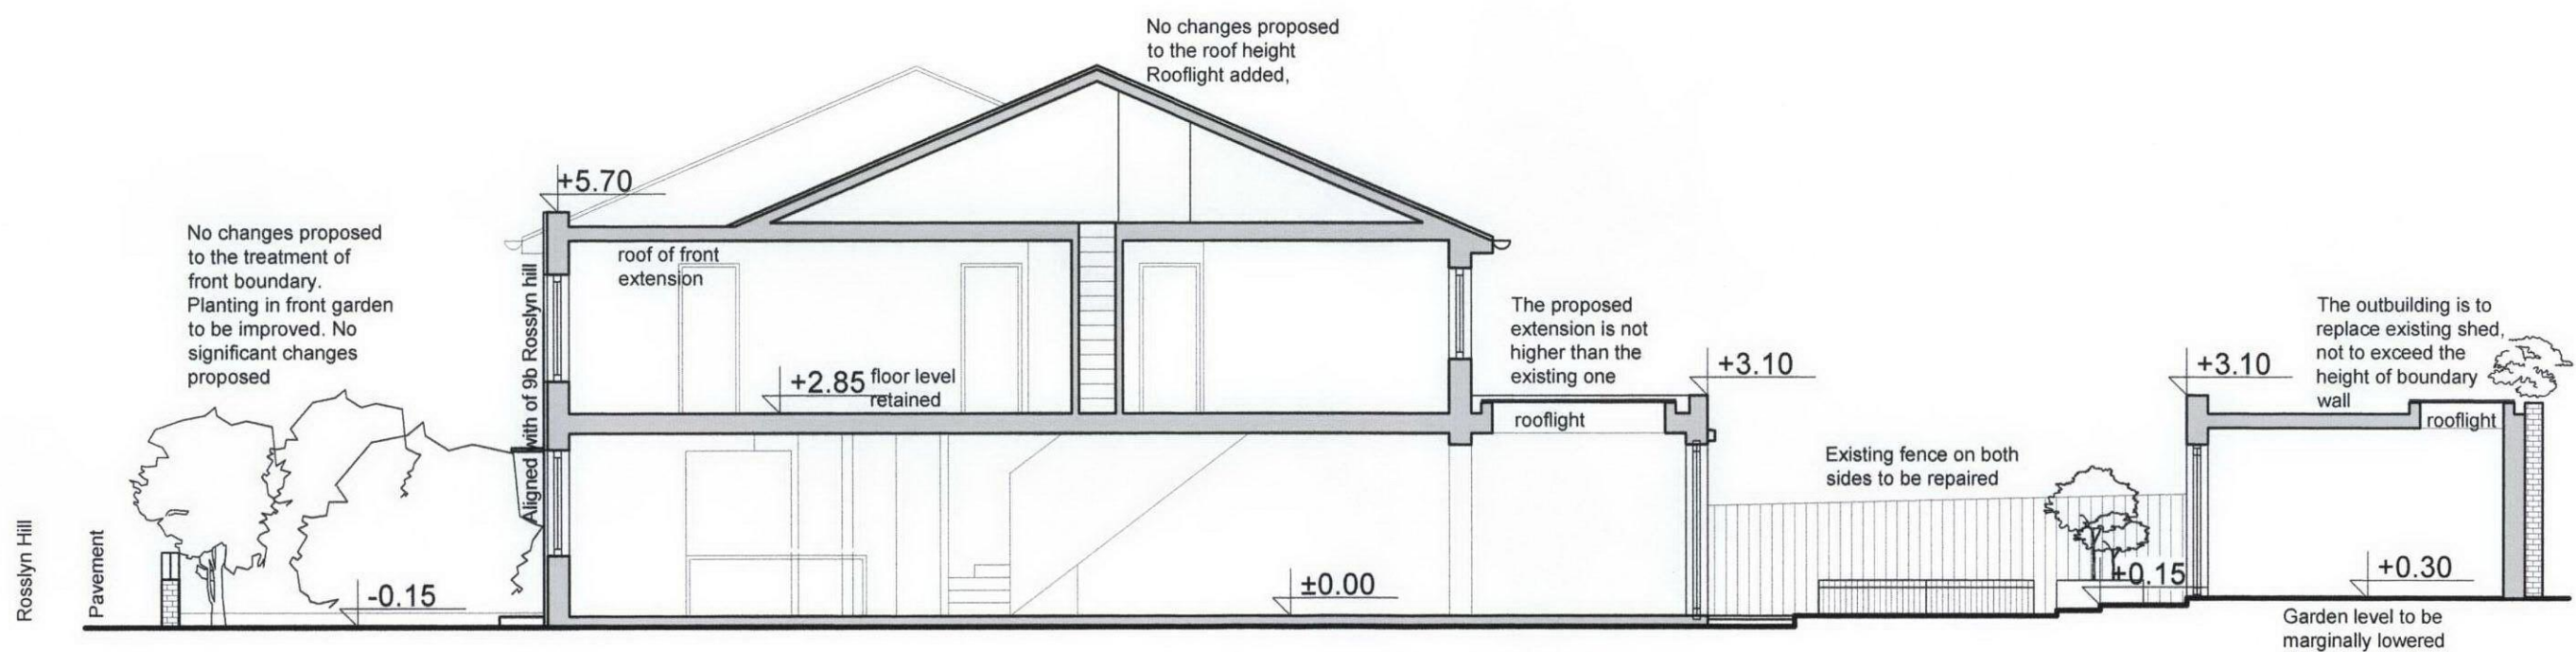 No changes proposed
to the roof height
Rooflight added,
+5.70
No changes proposed
to the treatment of
front boundary.
Planting in front garden
to be improved. No
significant changes
proposed
roof of front
extension
Aligned with of 9b Rosslyn hill
+2.85
floor level
retained
The proposed
extension is not
higher than the
existing one
+3.10
rooflight
+3.10
The outbuilding is to
replace existing shed,
not to exceed the
height of boundary
wall
rooflight
Existing fence on both
sides to be repaired
Rosslyn Hill
Pavement
-0.15
±0.00
+0.15
+0.30
Garden level to be
marginally lowered